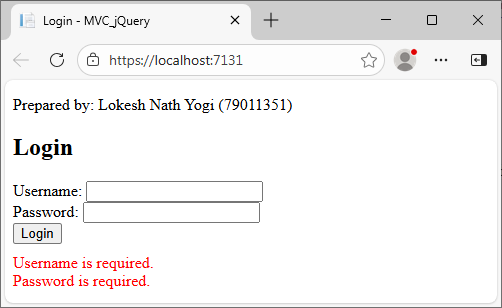 Login - MVC_jQuery
https://localhost:7131
Prepared by: Lokesh Nath Yogi (79011351)
Login
Username:
Password:
Login
Username is required.
Password is required.